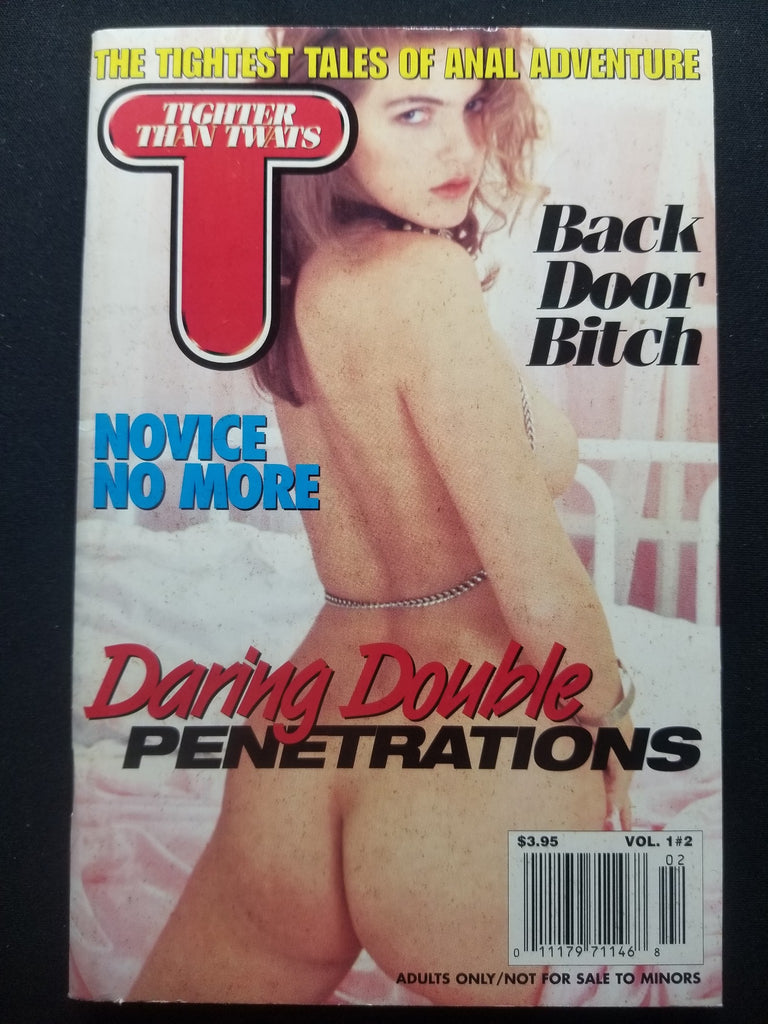 THE TIGHTEST TALES OF ANAL ADVENTURE
TIGHTER
THAN TWATS
T
Back
Door
Bitch
NOVICE
NO MORE
Daring Double
PENETRATIONS
$3.95 VOL. 1#2
02
0 11179 71146 8
ADULTS ONLY/NOT FOR SALE TO MINORS